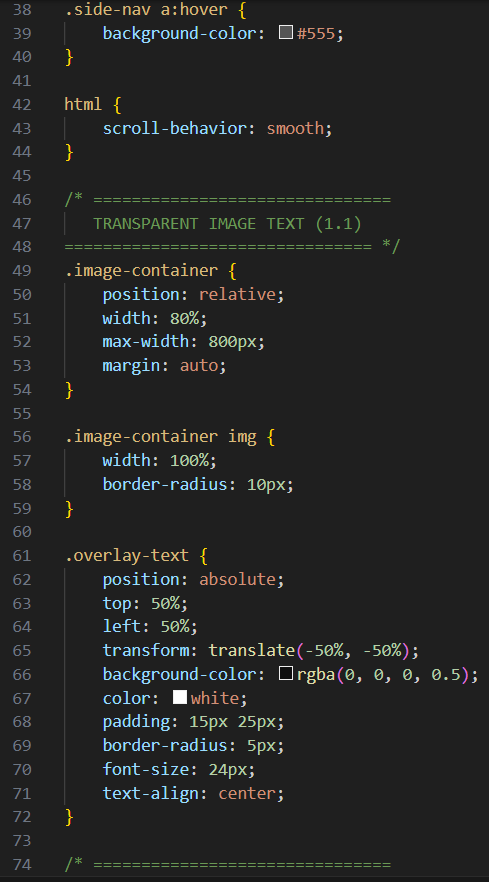 38 .side-nav a:hover {
39     background-color: #555;
40 }
41
42 html {
43     scroll-behavior: smooth;
44 }
45
46 /* ===============================
47    TRANSPARENT IMAGE TEXT (1.1)
48 ================================ */
49 .image-container {
50     position: relative;
51     width: 80%;
52     max-width: 800px;
53     margin: auto;
54 }
55
56 .image-container img {
57     width: 100%;
58     border-radius: 10px;
59 }
60
61 .overlay-text {
62     position: absolute;
63     top: 50%;
64     left: 50%;
65     transform: translate(-50%, -50%);
66     background-color: rgba(0, 0, 0, 0.5);
67     color: white;
68     padding: 15px 25px;
69     border-radius: 5px;
70     font-size: 24px;
71     text-align: center;
72 }
73
74 /* ===============================